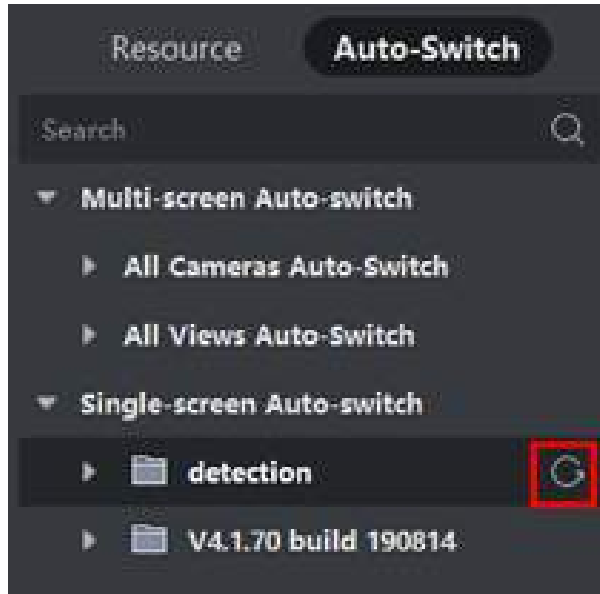 Resource Auto-Switch
Search
Multi-screen Auto-switch
All Cameras Auto-Switch
All Views Auto-Switch
Single-screen Auto-switch
detection
V4.1.70 build 190814